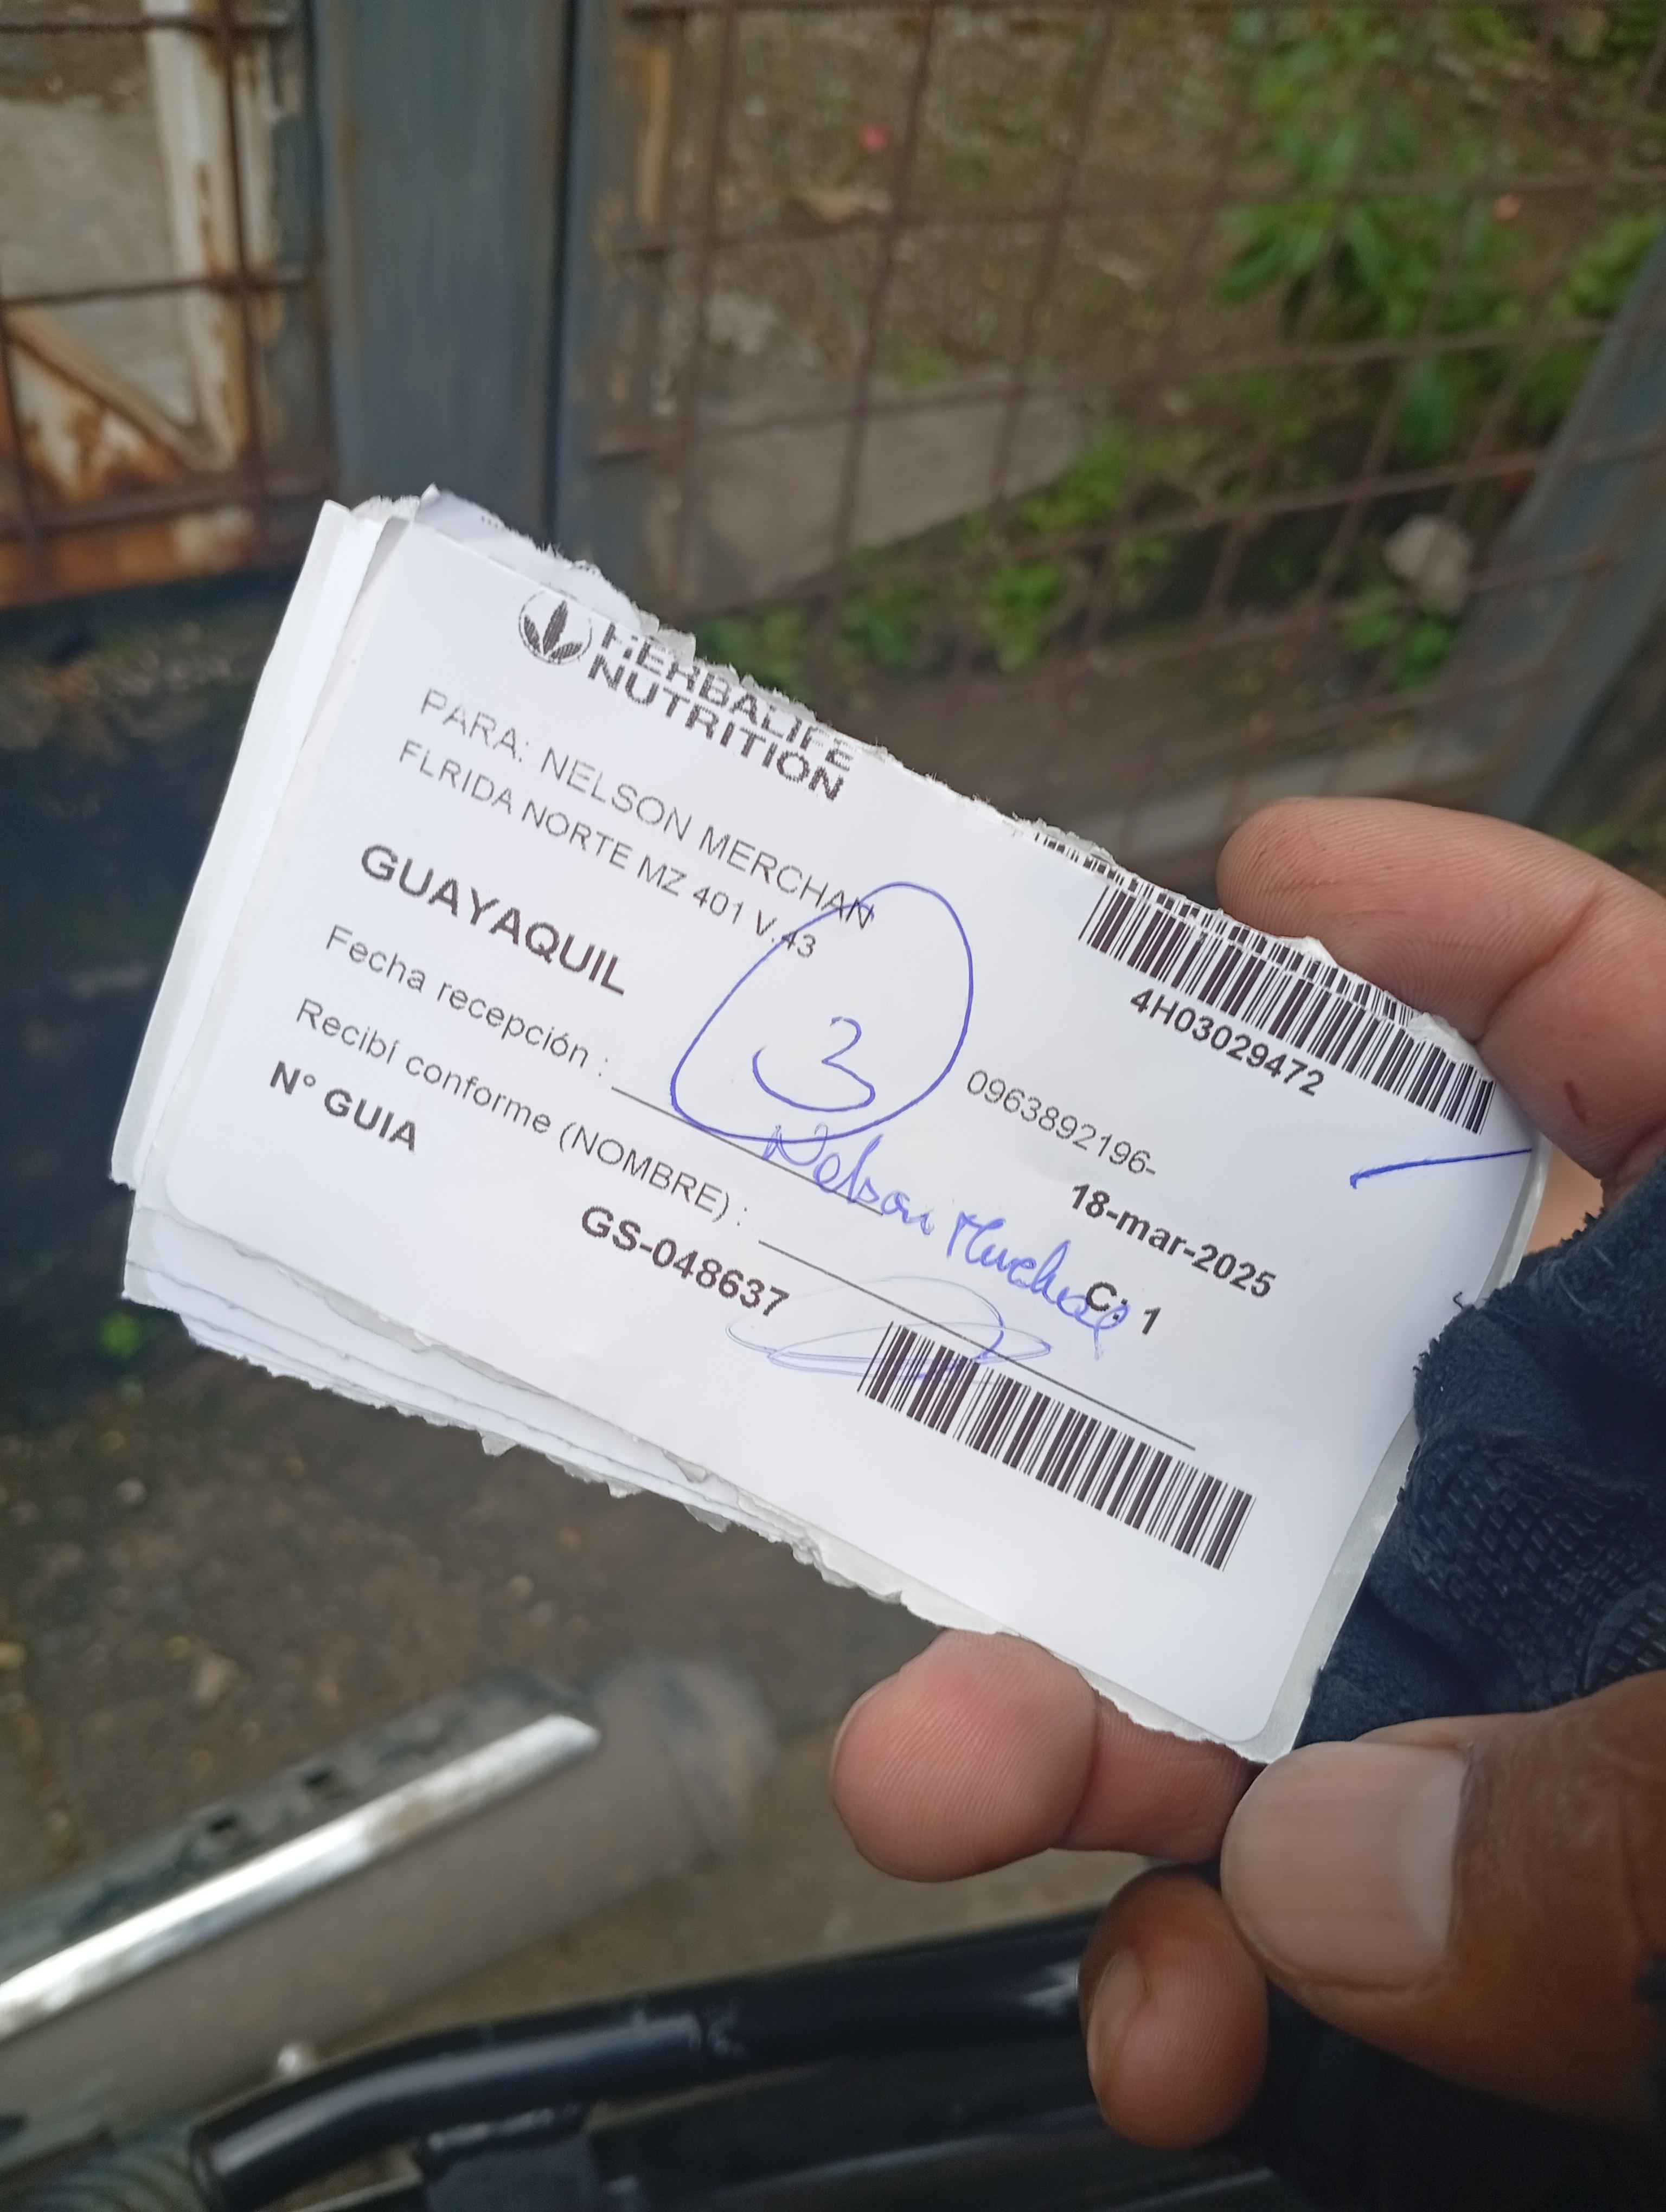 HERBALIFE
NUTRITION
4H03029472
PARA: NELSON MERCHAN
FLRIDA NORTE MZ 401 V.43
0963892196-
GUAYAQUIL
3
18-mar-2025
Fecha recepción :
C: 1
Recibí conforme (NOMBRE) :
Nelson
N° GUIA
GS-048637